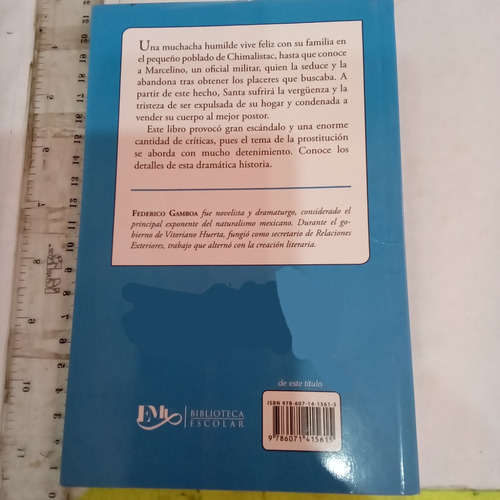 Una muchacha humilde vive feliz con su familia en
el pequeño poblado de Chimalistac, hasta que conoce
a Marcelino, un oficial militar, quien la seduce y la
abandona tras obtener los placeres que buscaba. A
partir de este hecho, Santa sufrirá la vergüenza y la
tristeza de ser expulsada de su hogar y condenada a
vender su cuerpo al mejor postor.
Este libro provocó gran escándalo y una enorme
cantidad de críticas, pues el tema de la prostitución
se aborda con mucho detenimiento. Conoce los
detalles de esta dramática historia.
FEDERICO GAMBOA fue novelista y dramaturgo, considerado el
principal exponente del naturalismo mexicano. Durante el go-
bierno de Vitoriano Huerta, fungió como secretario de Relaciones
Exteriores, trabajo que alternó con la creación literaria.
de este título
ISBN 978-607-14-1561-5
9 786071 415615
EMU
BIBLIOTECA
ESCOLAR